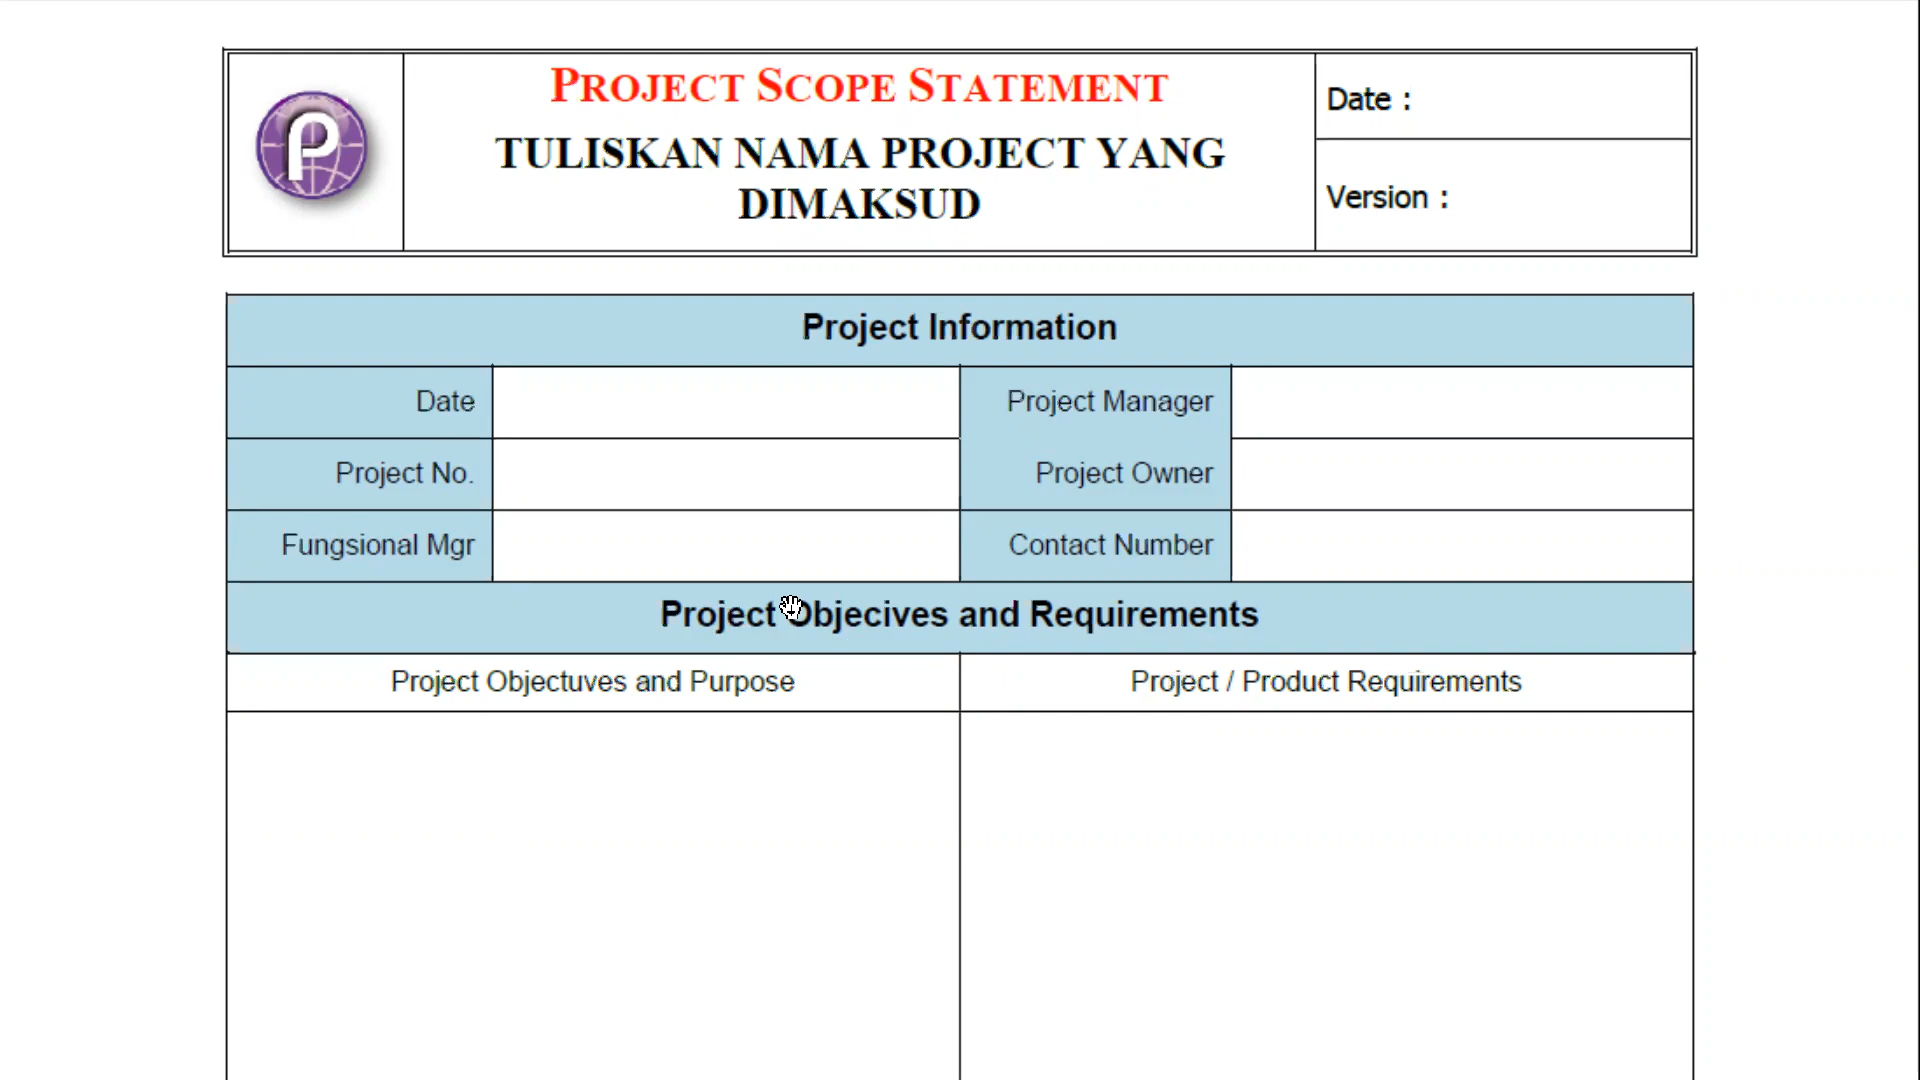 P
PROJECT SCOPE STATEMENT
TULISKAN NAMA PROJECT YANG
DIMAKSUD
Date :
Version :
Project Information
Date
Project Manager
Project No.
Project Owner
Fungsional Mgr
Contact Number
Project Objecives and Requirements
Project Objectuves and Purpose
Project / Product Requirements